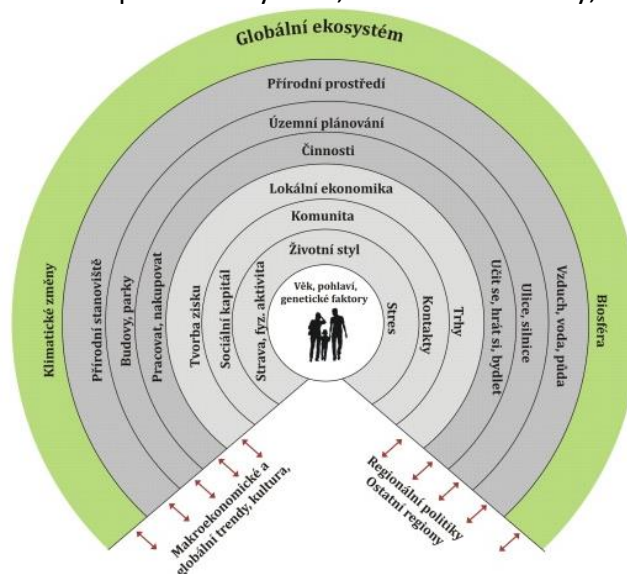 Globální ekosystém
Přírodní prostředí
Územní plánování
Činnosti
Lokální ekonomika
Komunita
Životní styl
Věk, pohlaví,
genetické faktory
Klimatické změny
Přírodní stanoviště
Budovy, parky
Pracovat, nakupovat
Tvorba zisku
Sociální kapitál
Strava, fyz. aktivita
Stres
Kontakty
Trhy
Učit se, hrát si, bydlet
Ulice, silnice
Vzduch, voda, půda
Biosféra
Makroekonomické a
globální trendy, kultura,
Regionální politiky
Ostatní regiony